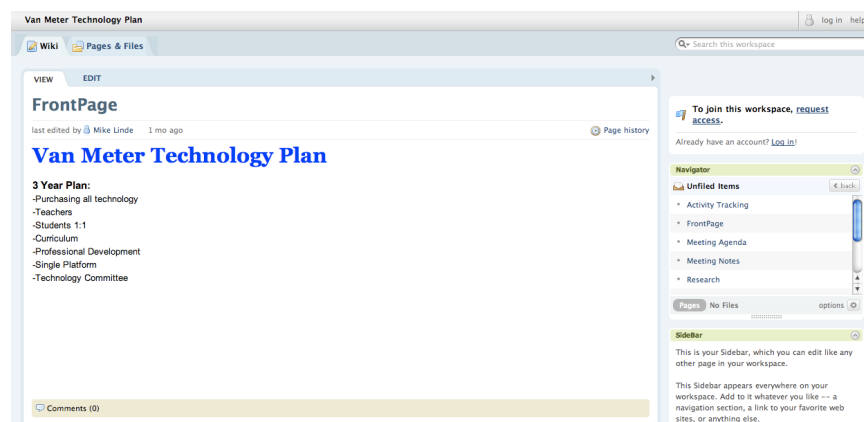 Van Meter Technology Plan
log in help
Wiki
Pages & Files
Search this workspace
VIEW
EDIT
FrontPage
last edited by Mike Linde 1 mo ago
Page history
Van Meter Technology Plan
3 Year Plan:
-Purchasing all technology
-Teachers
-Students 1:1
-Curriculum
-Professional Development
-Single Platform
-Technology Committee
Comments (0)
To join this workspace, request
access.
Already have an account? Log in!
Navigator
Unfiled Items
back
Activity Tracking
FrontPage
Meeting Agenda
Meeting Notes
Research
Pages No Files
options
SideBar
This is your Sidebar, which you can edit like any
other page in your workspace.
This Sidebar appears everywhere on your
workspace. Add to it whatever you like -- a
navigation section, a link to your favorite web
sites, or anything else.